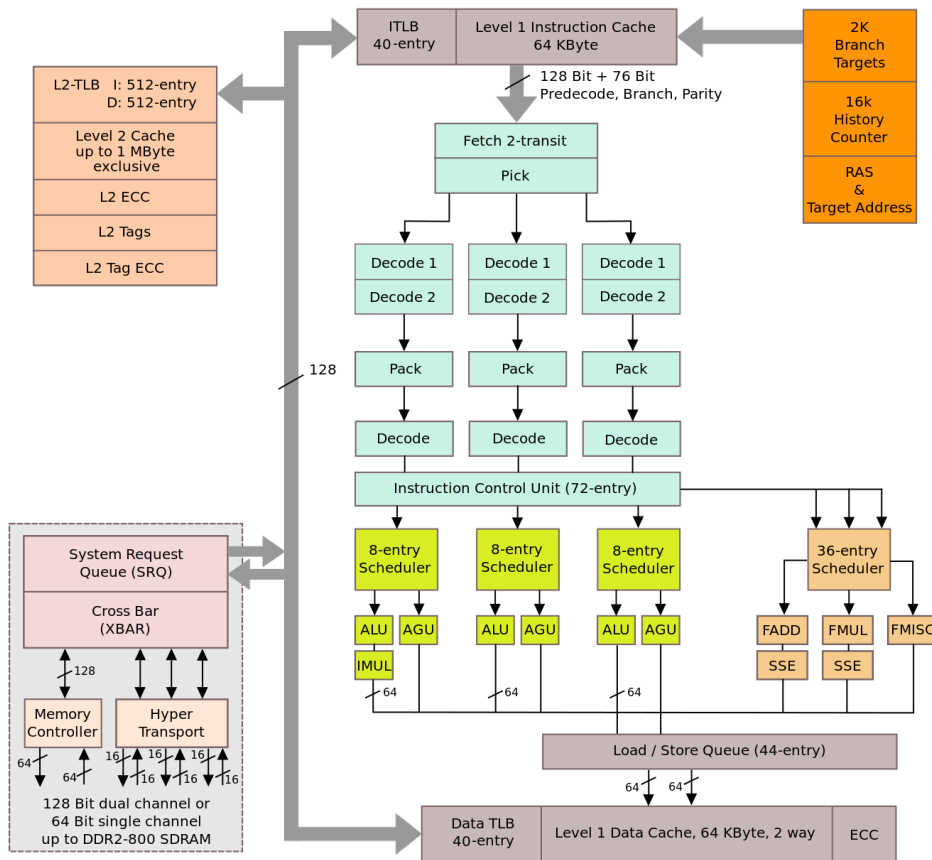 ITLB
40-entry
Level 1 Instruction Cache
64 KByte
2K
Branch
Targets
16k
History
Counter
RAS
&
Target Address
L2-TLB I: 512-entry
D: 512-entry
Level 2 Cache
up to 1 MByte
exclusive
L2 ECC
L2 Tags
L2 Tag ECC
128 Bit + 76 Bit
Predecode, Branch, Parity
Fetch 2-transit
Pick
Decode 1
Decode 1
Decode 1
Decode 2
Decode 2
Decode 2
128
Pack
Pack
Pack
Decode
Decode
Decode
Instruction Control Unit (72-entry)
8-entry
Scheduler
8-entry
Scheduler
8-entry
Scheduler
36-entry
Scheduler
ALU
AGU
ALU
AGU
ALU
AGU
FADD
FMUL
FMISC
IMUL
SSE
SSE
64
64
64
System Request
Queue (SRQ)
Cross Bar
(XBAR)
128
Memory
Controller
Hyper
Transport
64
64
16
16
16
16
16
16
128 Bit dual channel or
64 Bit single channel
up to DDR2-800 SDRAM
Load / Store Queue (44-entry)
64
64
Data TLB
40-entry
Level 1 Data Cache, 64 KByte, 2 way
ECC